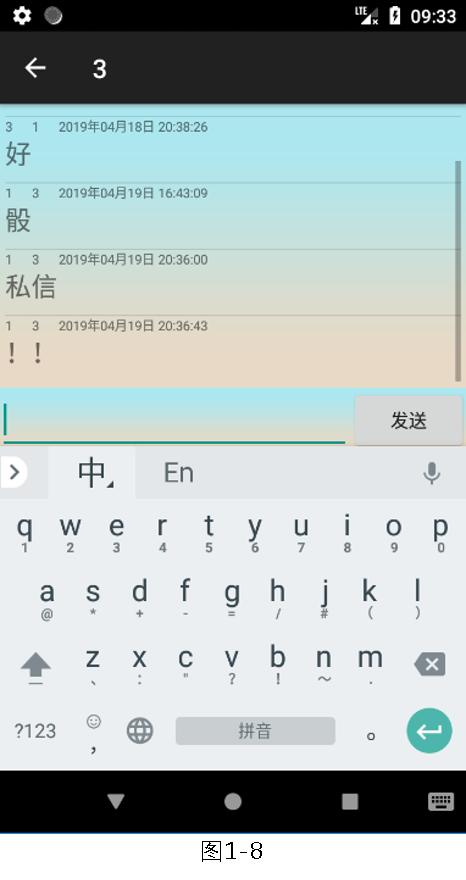 LTE 09:33
3
3 1 2019年04月18日 20:38:26
好
1 3 2019年04月19日 16:43:09
骰
1 3 2019年04月19日 20:36:00
私信
1 3 2019年04月19日 20:36:43
！！
发送
中 En
q w e r t y u i o p
1 2 3 4 5 6 7 8 9 0
a s d f g h j k l
@ * + - = / # ( )
z x c v b n m
、 : " ? ! ～ .
?123 , 拼音 。
图1-8